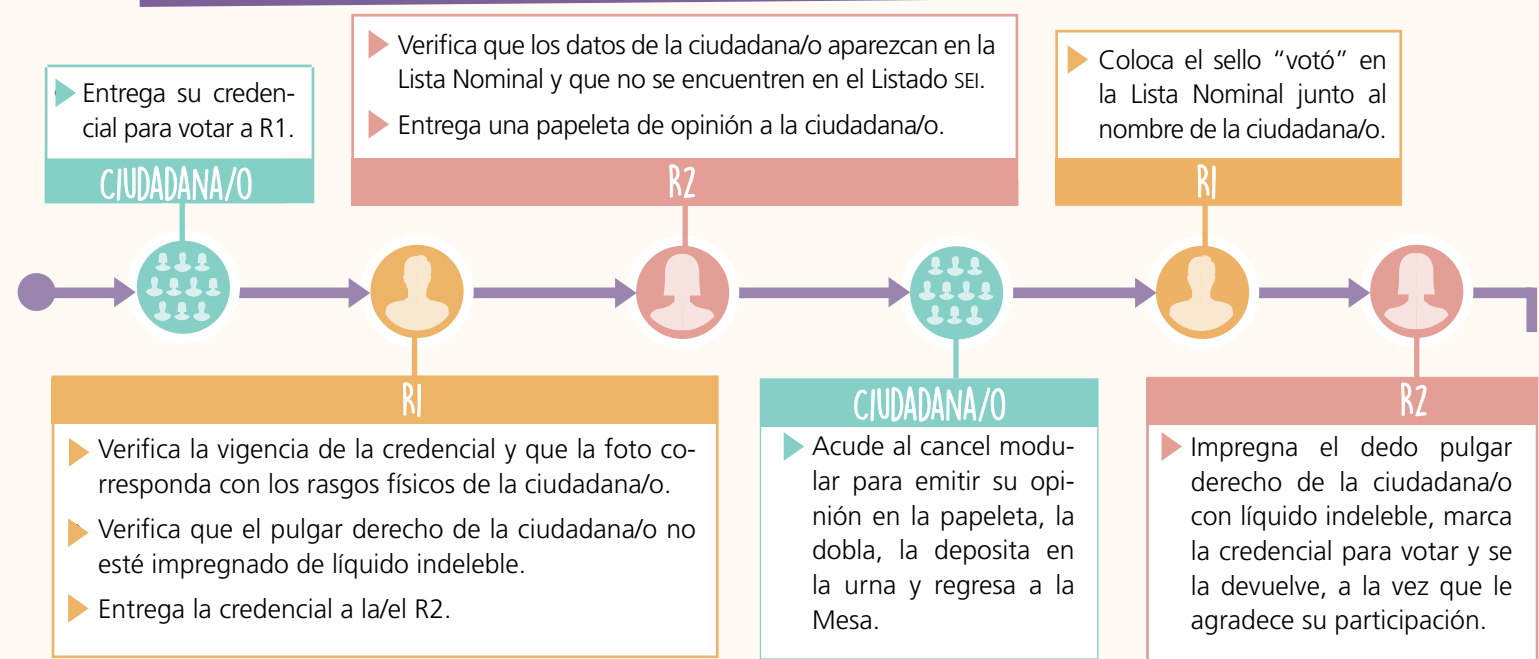 Entrega su creden-
cial para votar a R1.
CIUDADANA/O
R1
Verifica la vigencia de la credencial y que la foto co-
rresponda con los rasgos físicos de la ciudadana/o.
Verifica que el pulgar derecho de la ciudadana/o no
esté impregnado de líquido indeleble.
Entrega la credencial a la/el R2.
Verifica que los datos de la ciudadana/o aparezcan en la
Lista Nominal y que no se encuentren en el Listado SEI.
Entrega una papeleta de opinión a la ciudadana/o.
R2
CIUDADANA/O
Acude al cancel modu-
lar para emitir su opi-
nión en la papeleta, la
dobla, la deposita en
la urna y regresa a la
Mesa.
Coloca el sello “votó” en
la Lista Nominal junto al
nombre de la ciudadana/o.
R1
R2
Impregna el dedo pulgar
derecho de la ciudadana/o
con líquido indeleble, marca
la credencial para votar y se
la devuelve, a la vez que le
agradece su participación.